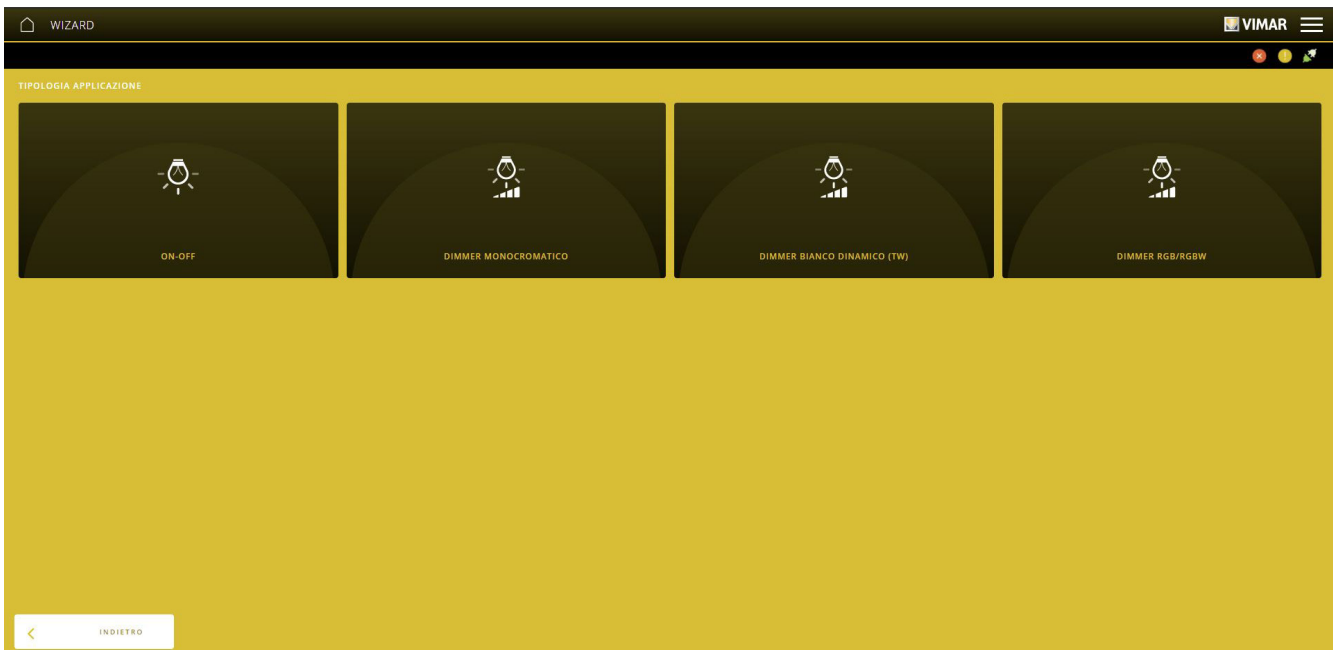 WIZARD
VIMAR
TIPOLOGIA APPLICAZIONE
ON-OFF
DIMMER MONOCROMATICO
DIMMER BIANCO DINAMICO (TW)
DIMMER RGB/RGBW
INDIETRO